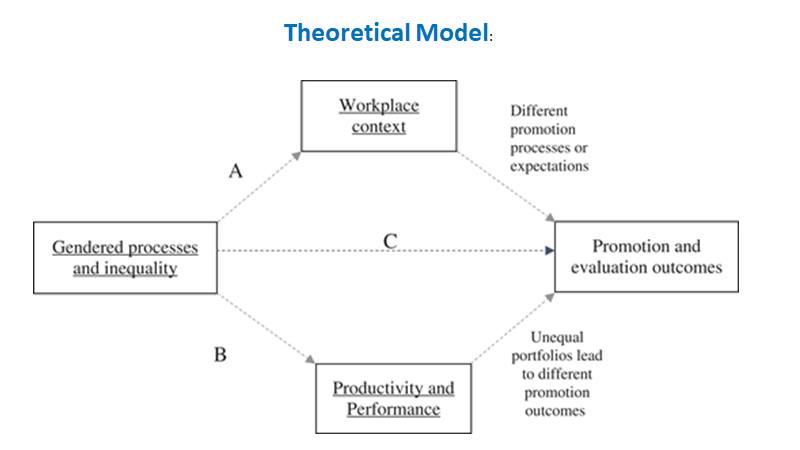 Theoretical Model:
Workplace
context
Different
promotion
processes or
expectations
A
Gendered processes
and inequality
C
Promotion and
evaluation outcomes
B
Productivity and
Performance
Unequal
portfolios lead
to different
promotion
outcomes